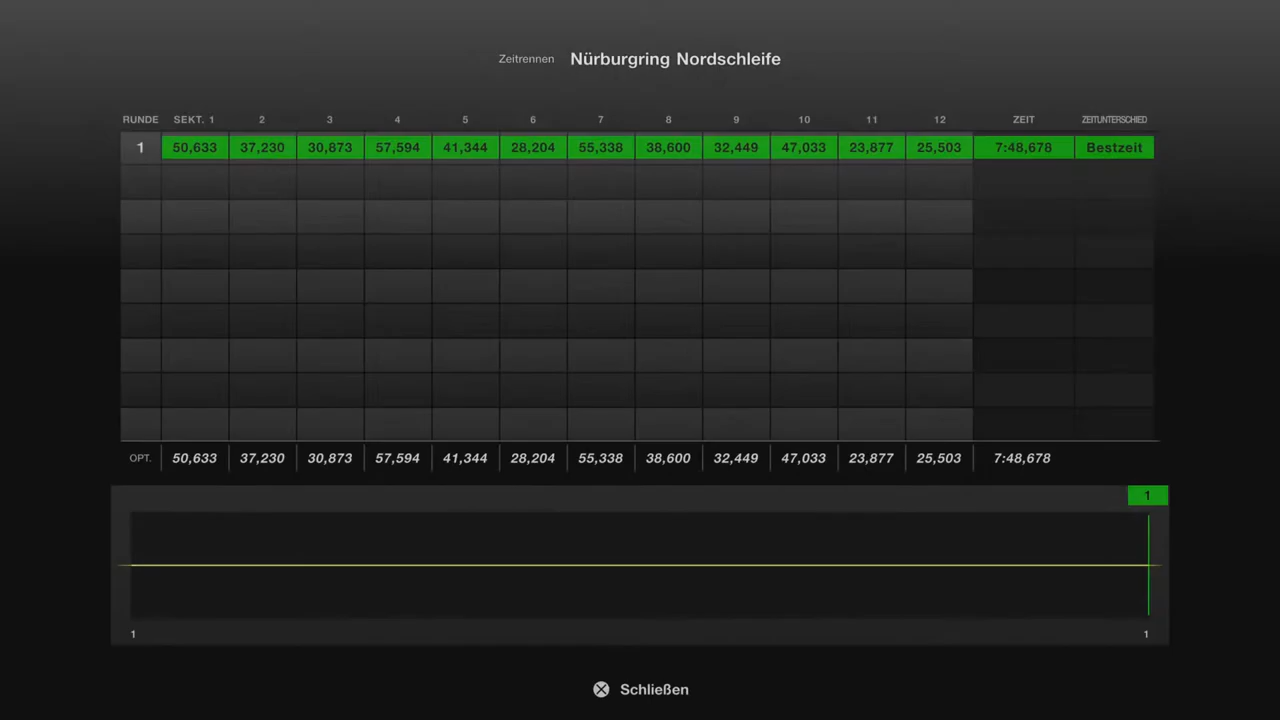 Zeitrennen Nürburgring Nordschleife
RUNDE SEKT. 1 2 3 4 5 6 7 8 9 10 11 12 ZEIT ZEITUNTERSCHIED
1 50,633 37,230 30,873 57,594 41,344 28,204 55,338 38,600 32,449 47,033 23,877 25,503 7:48,678 Bestzeit
OPT. 50,633 37,230 30,873 57,594 41,344 28,204 55,338 38,600 32,449 47,033 23,877 25,503 7:48,678
1
1 1
Schließen